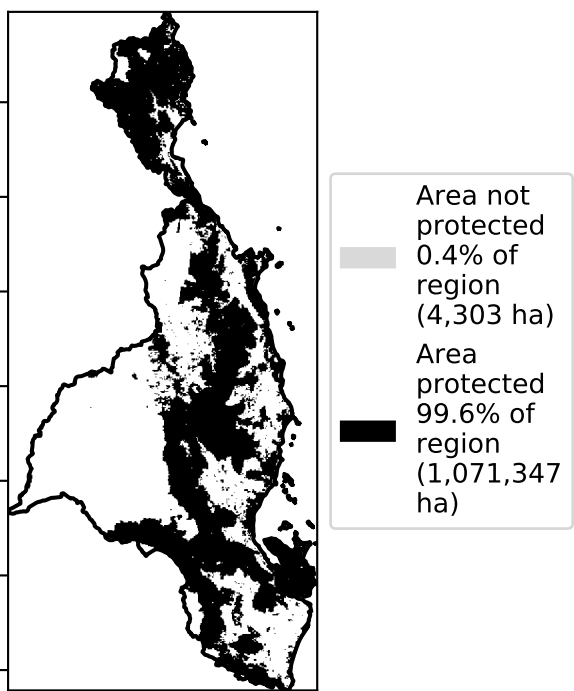 Area not
protected
0.4% of
region
(4,303 ha)
Area
protected
99.6% of
region
(1,071,347
ha)